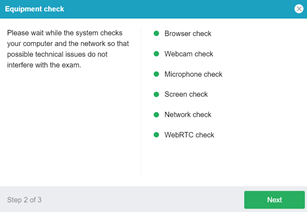 Equipment check
Please wait while the system checks
your computer and the network so that
possible technical issues do not
interfere with the exam.
Browser check
Webcam check
Microphone check
Screen check
Network check
WebRTC check
Step 2 of 3
Next